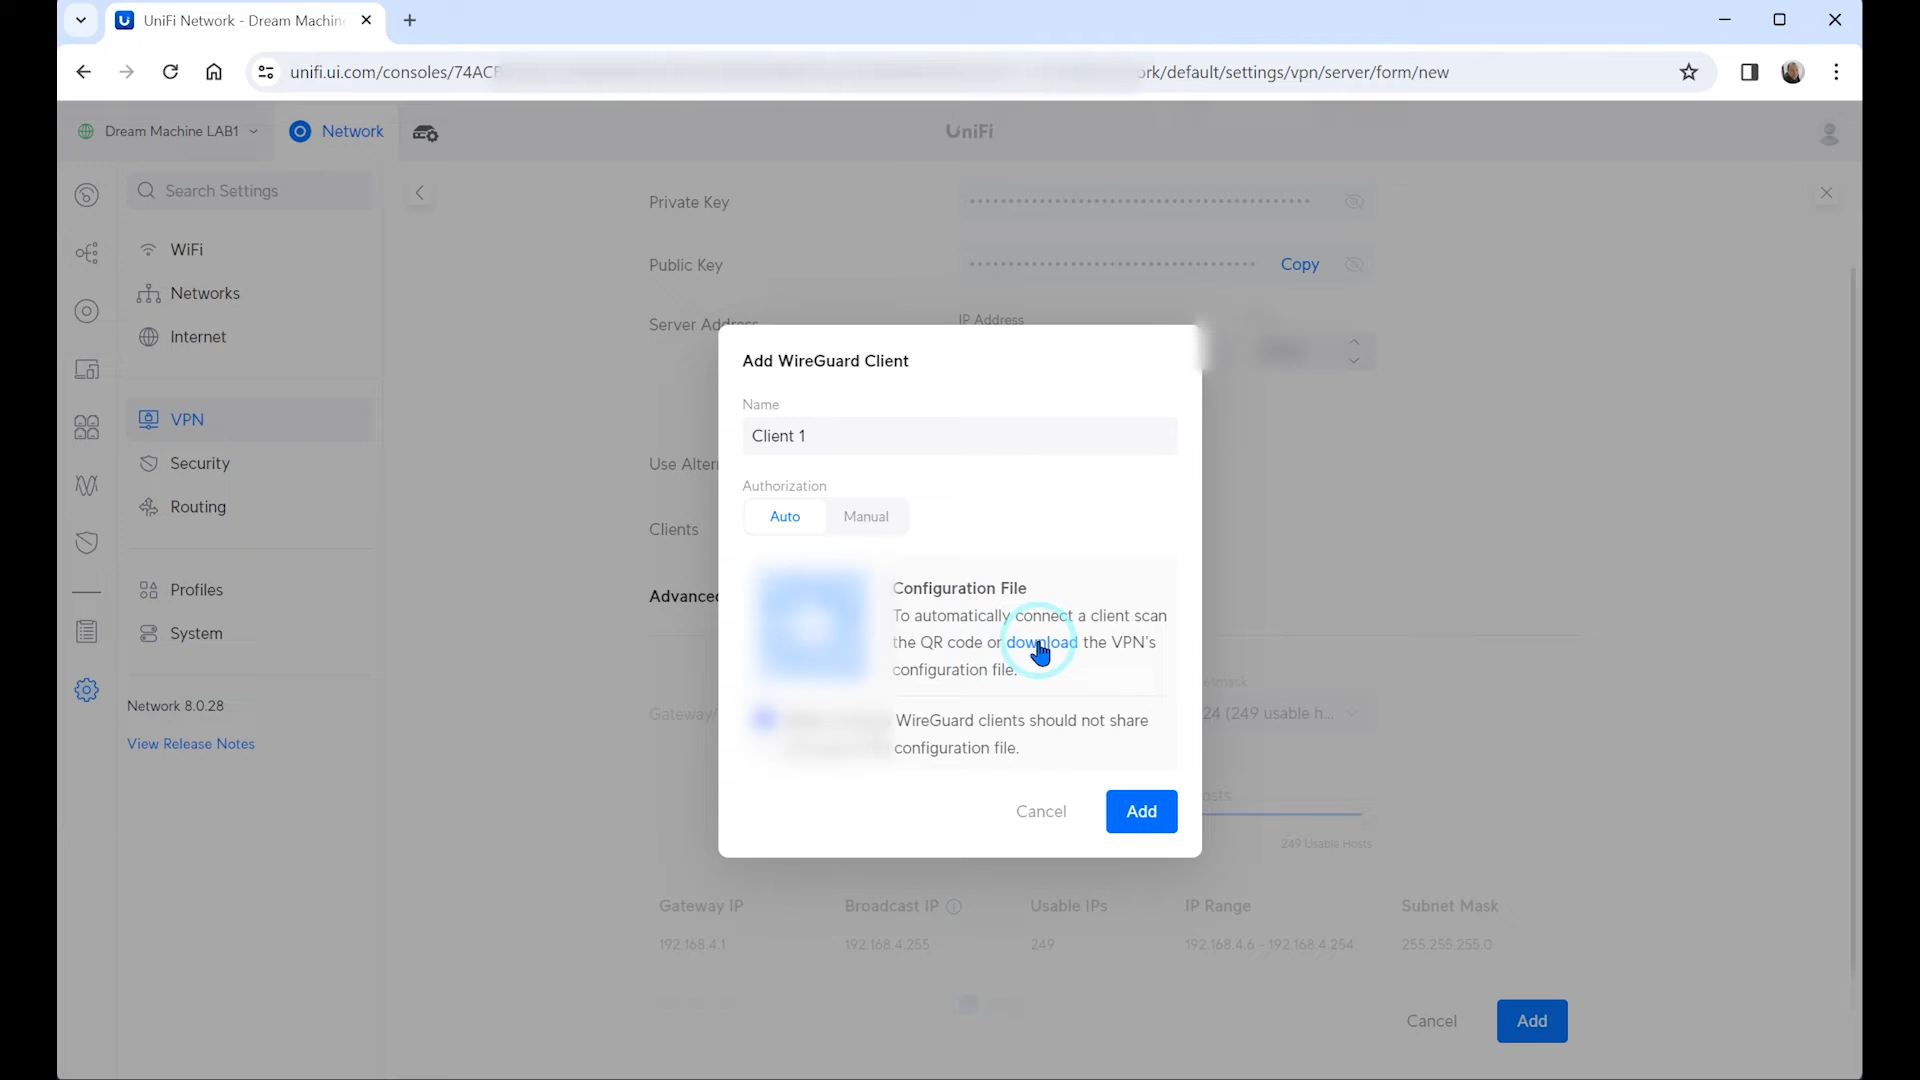 UniFi Network - Dream Machin
unifi.ui.com/consoles/74AC
ork/default/settings/vpn/server/form/new
Dream Machine LAB1
Network
UniFi
Search Settings
WiFi
Networks
Internet
VPN
Security
Routing
Profiles
System
Network 8.0.28
View Release Notes
Private Key
Public Key
Copy
Server Address
IP Address
Use Altern
Clients
Advanced
Gateway/
Add WireGuard Client
Name
Client 1
Authorization
Auto
Manual
Configuration File
To automatically connect a client scan
the QR code or download the VPN's
configuration file.
WireGuard clients should not share
configuration file.
Cancel
Add
etmask
24 (249 usable h...
osts
249 Usable Hosts
Gateway IP
Broadcast IP
Usable IPs
IP Range
Subnet Mask
192.168.4.1
192.168.4.255
249
192.168.4.6 - 192.168.4.254
255.255.255.0
Cancel
Add